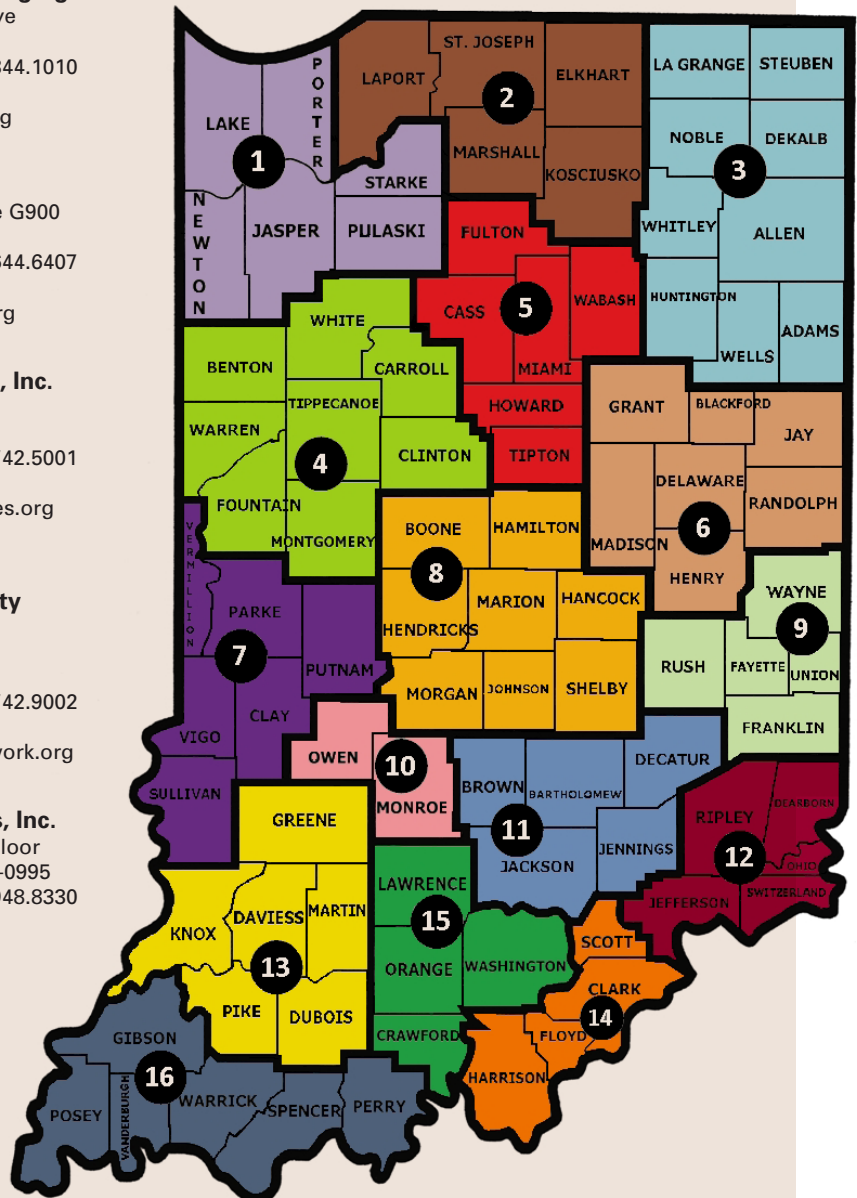 ve
844.1010
g
e G900
644.6407
rg
, Inc.
742.5001
es.org
ty
742.9002
vork.org
s, Inc.
loor
-0995
948.8330
LAPORT
ST. JOSEPH
ELKHART
MARSHALL
KOSCIUSKO
2
LAKE
PORTER
1
STARKE
NEWTON
JASPER
PULASKI
LA GRANGE
STEUBEN
NOBLE
DEKALB
3
WHITLEY
ALLEN
HUNTINGTON
WELLS
ADAMS
FULTON
CASS
5
WABASH
MIAMI
HOWARD
TIPTON
WHITE
BENTON
CARROLL
TIPPECANOE
WARREN
4
CLINTON
FOUNTAIN
MONTGOMERY
GRANT
BLACKFORD
JAY
DELAWARE
RANDOLPH
6
MADISON
HENRY
VERMILLION
PARKE
7
PUTNAM
CLAY
VIGO
SULLIVAN
BOONE
HAMILTON
8
MARION
HANCOCK
HENDRICKS
MORGAN
JOHNSON
SHELBY
WAYNE
9
RUSH
FAYETTE
UNION
FRANKLIN
OWEN
10
MONROE
BROWN
BARTHOLOMEW
DECATUR
11
JACKSON
JENNINGS
RIPLEY
DEARBORN
12
OHIO
JEFFERSON
SWITZERLAND
GREENE
KNOX
DAVIESS
MARTIN
13
PIKE
DUBOIS
LAWRENCE
15
ORANGE
WASHINGTON
CRAWFORD
SCOTT
CLARK
14
FLOYD
HARRISON
GIBSON
16
POSEY
VANDERBURGH
WARRICK
SPENCER
PERRY